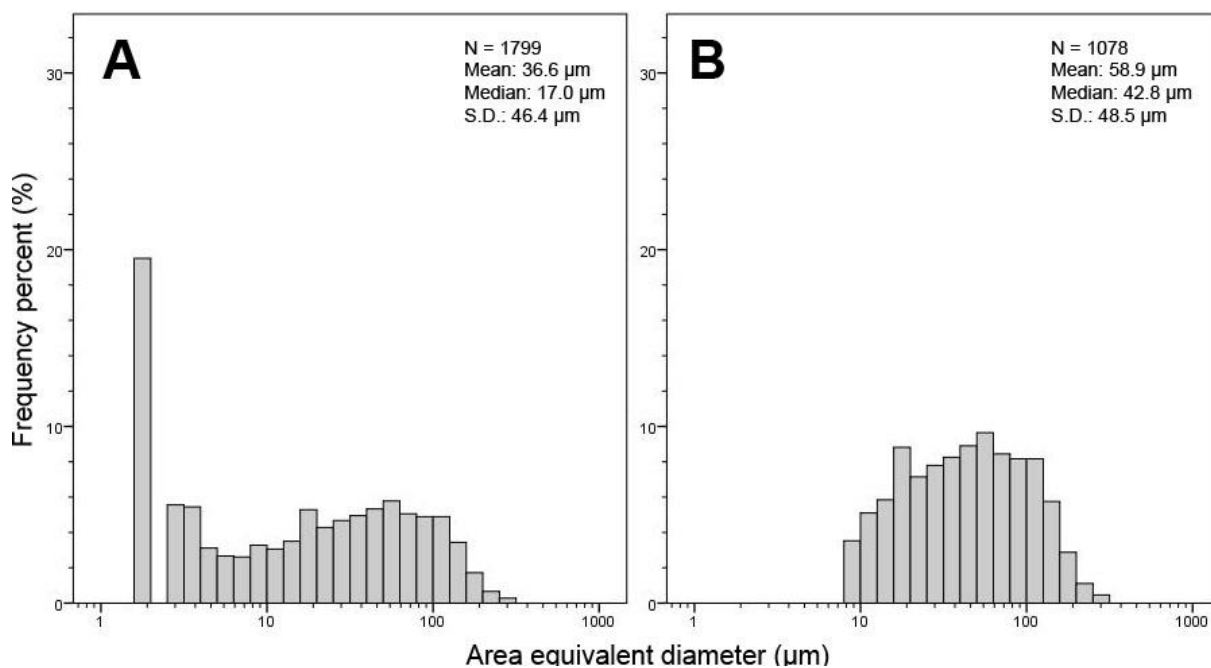 A
N = 1799
Mean: 36.6 µm
Median: 17.0 µm
S.D.: 46.4 µm
B
N = 1078
Mean: 58.9 µm
Median: 42.8 µm
S.D.: 48.5 µm
Frequency percent (%)
30
20
10
0
30
20
10
0
1 10 100 1000
1 10 100 1000
Area equivalent diameter (µm)